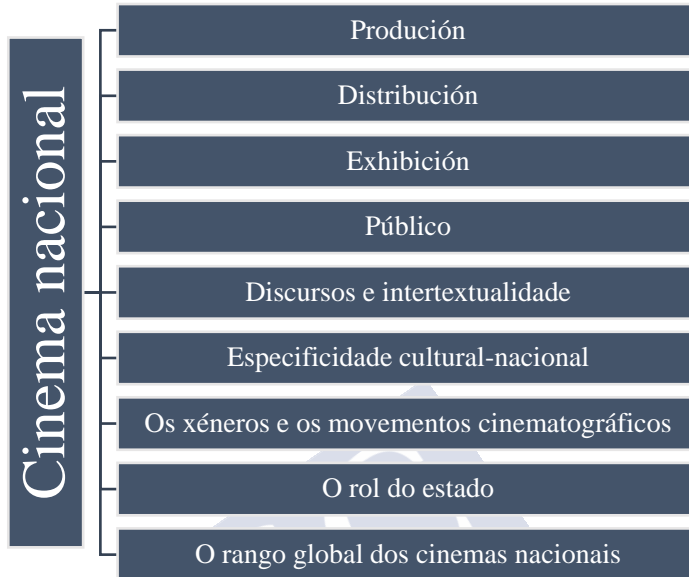 Cinema nacional
Produción
Distribución
Exhibición
Público
Discursos e intertextualidade
Especificidade cultural-nacional
Os xéneros e os movementos cinematográficos
O rol do estado
O rango global dos cinemas nacionais